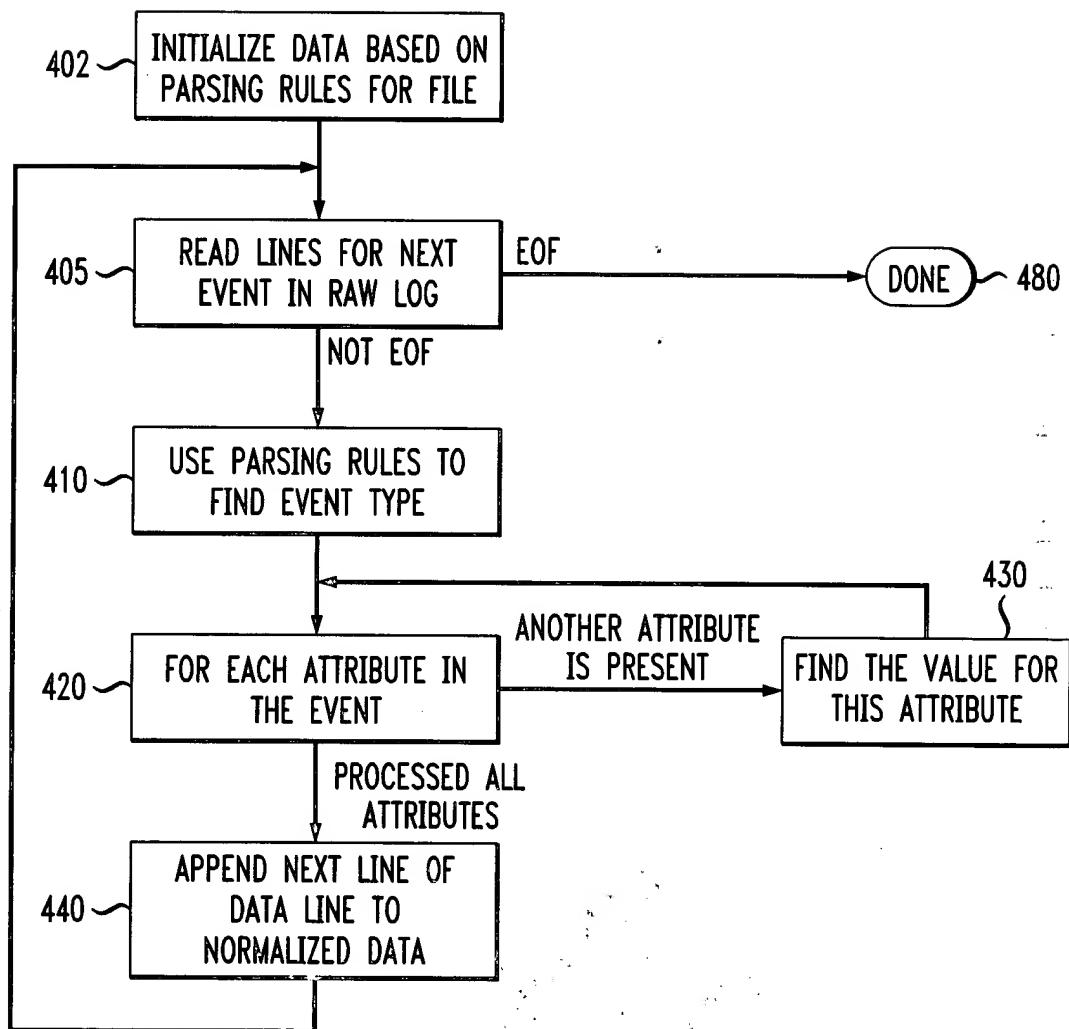 402
INITIALIZE DATA BASED ON
PARSING RULES FOR FILE
405
READ LINES FOR NEXT
EVENT IN RAW LOG
EOF
DONE
480
NOT EOF
410
USE PARSING RULES TO
FIND EVENT TYPE
430
420
FOR EACH ATTRIBUTE IN
THE EVENT
ANOTHER ATTRIBUTE
IS PRESENT
FIND THE VALUE FOR
THIS ATTRIBUTE
PROCESSED ALL
ATTRIBUTES
440
APPEND NEXT LINE OF
DATA LINE TO
NORMALIZED DATA